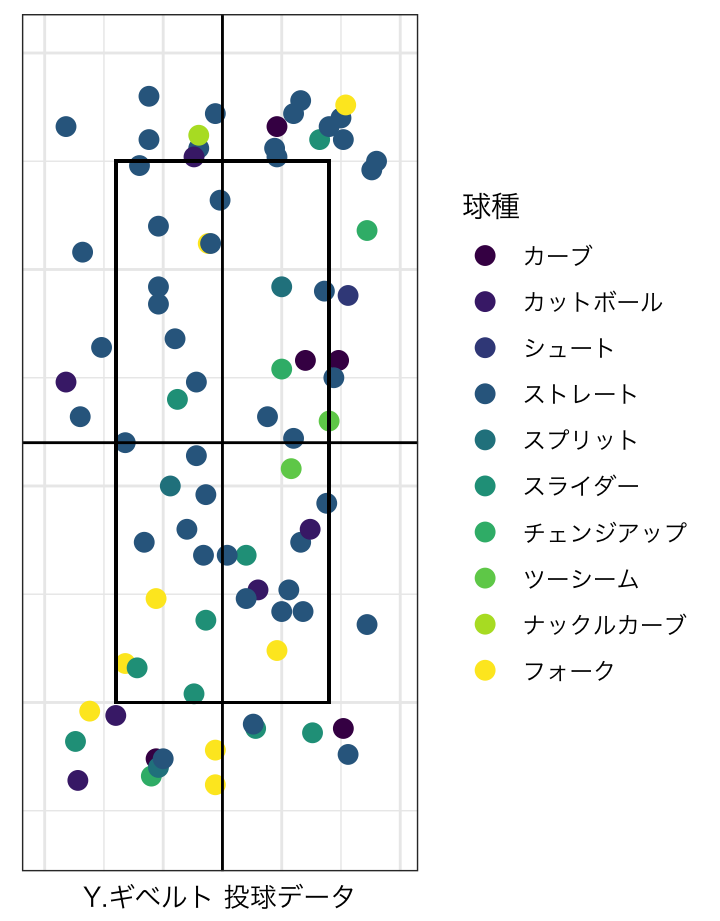 球種
カーブ
カットボール
シュート
ストレート
スプリット
スライダー
チェンジアップ
ツーシーム
ナックルカーブ
フォーク
Y.ギベルト 投球データ